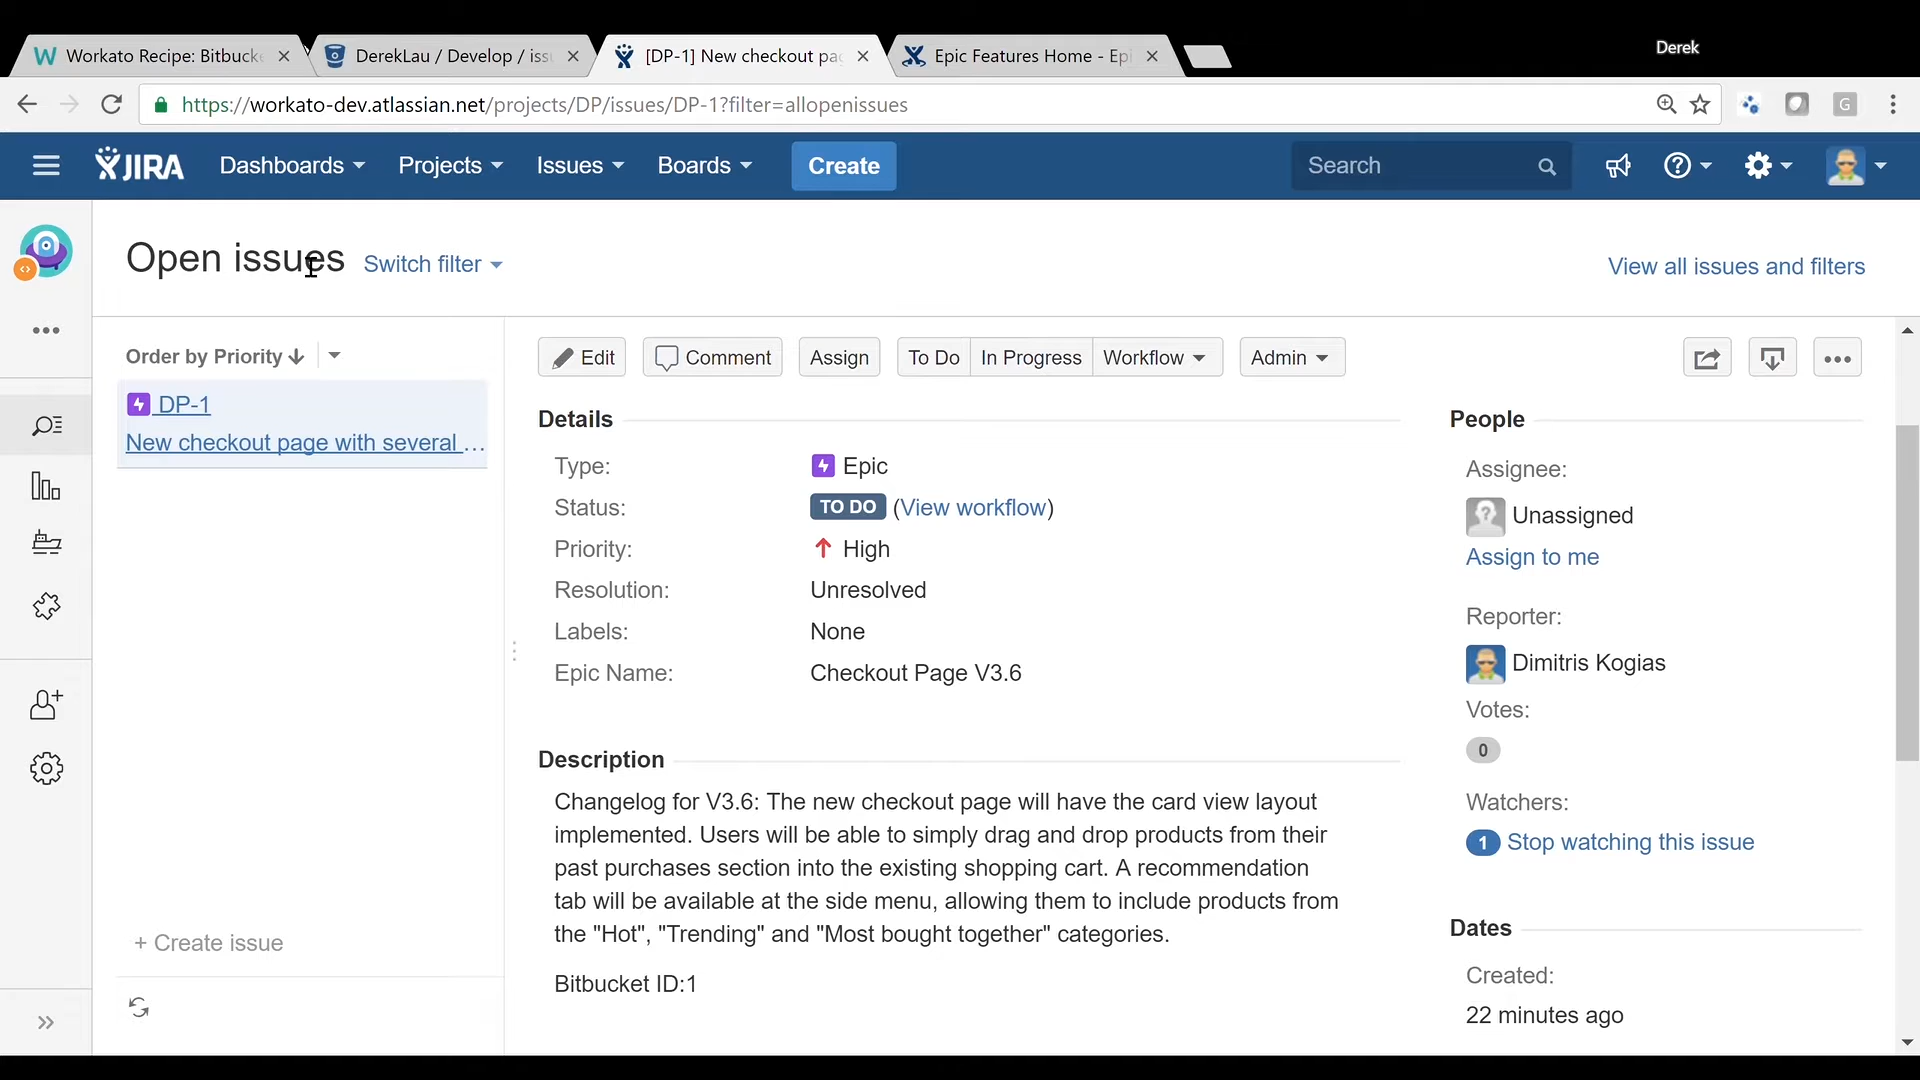 Derek
Workato Recipe: Bitbucke
DerekLau / Develop / iss
[DP-1] New checkout pag
Epic Features Home - Epi
https://workato-dev.atlassian.net/projects/DP/issues/DP-1?filter=allopenissues
G
JIRA
Dashboards
Projects
Issues
Boards
Create
Search
Open issues
Switch filter
View all issues and filters
Order by Priority
DP-1
New checkout page with several ...
+ Create issue
Edit
Comment
Assign
To Do
In Progress
Workflow
Admin
Details
Type: Epic
Status: TO DO (View workflow)
Priority: High
Resolution: Unresolved
Labels: None
Epic Name: Checkout Page V3.6
Description
Changelog for V3.6: The new checkout page will have the card view layout
implemented. Users will be able to simply drag and drop products from their
past purchases section into the existing shopping cart. A recommendation
tab will be available at the side menu, allowing them to include products from
the "Hot", "Trending" and "Most bought together" categories.
Bitbucket ID:1
People
Assignee:
Unassigned
Assign to me
Reporter:
Dimitris Kogias
Votes:
0
Watchers:
1 Stop watching this issue
Dates
Created:
22 minutes ago